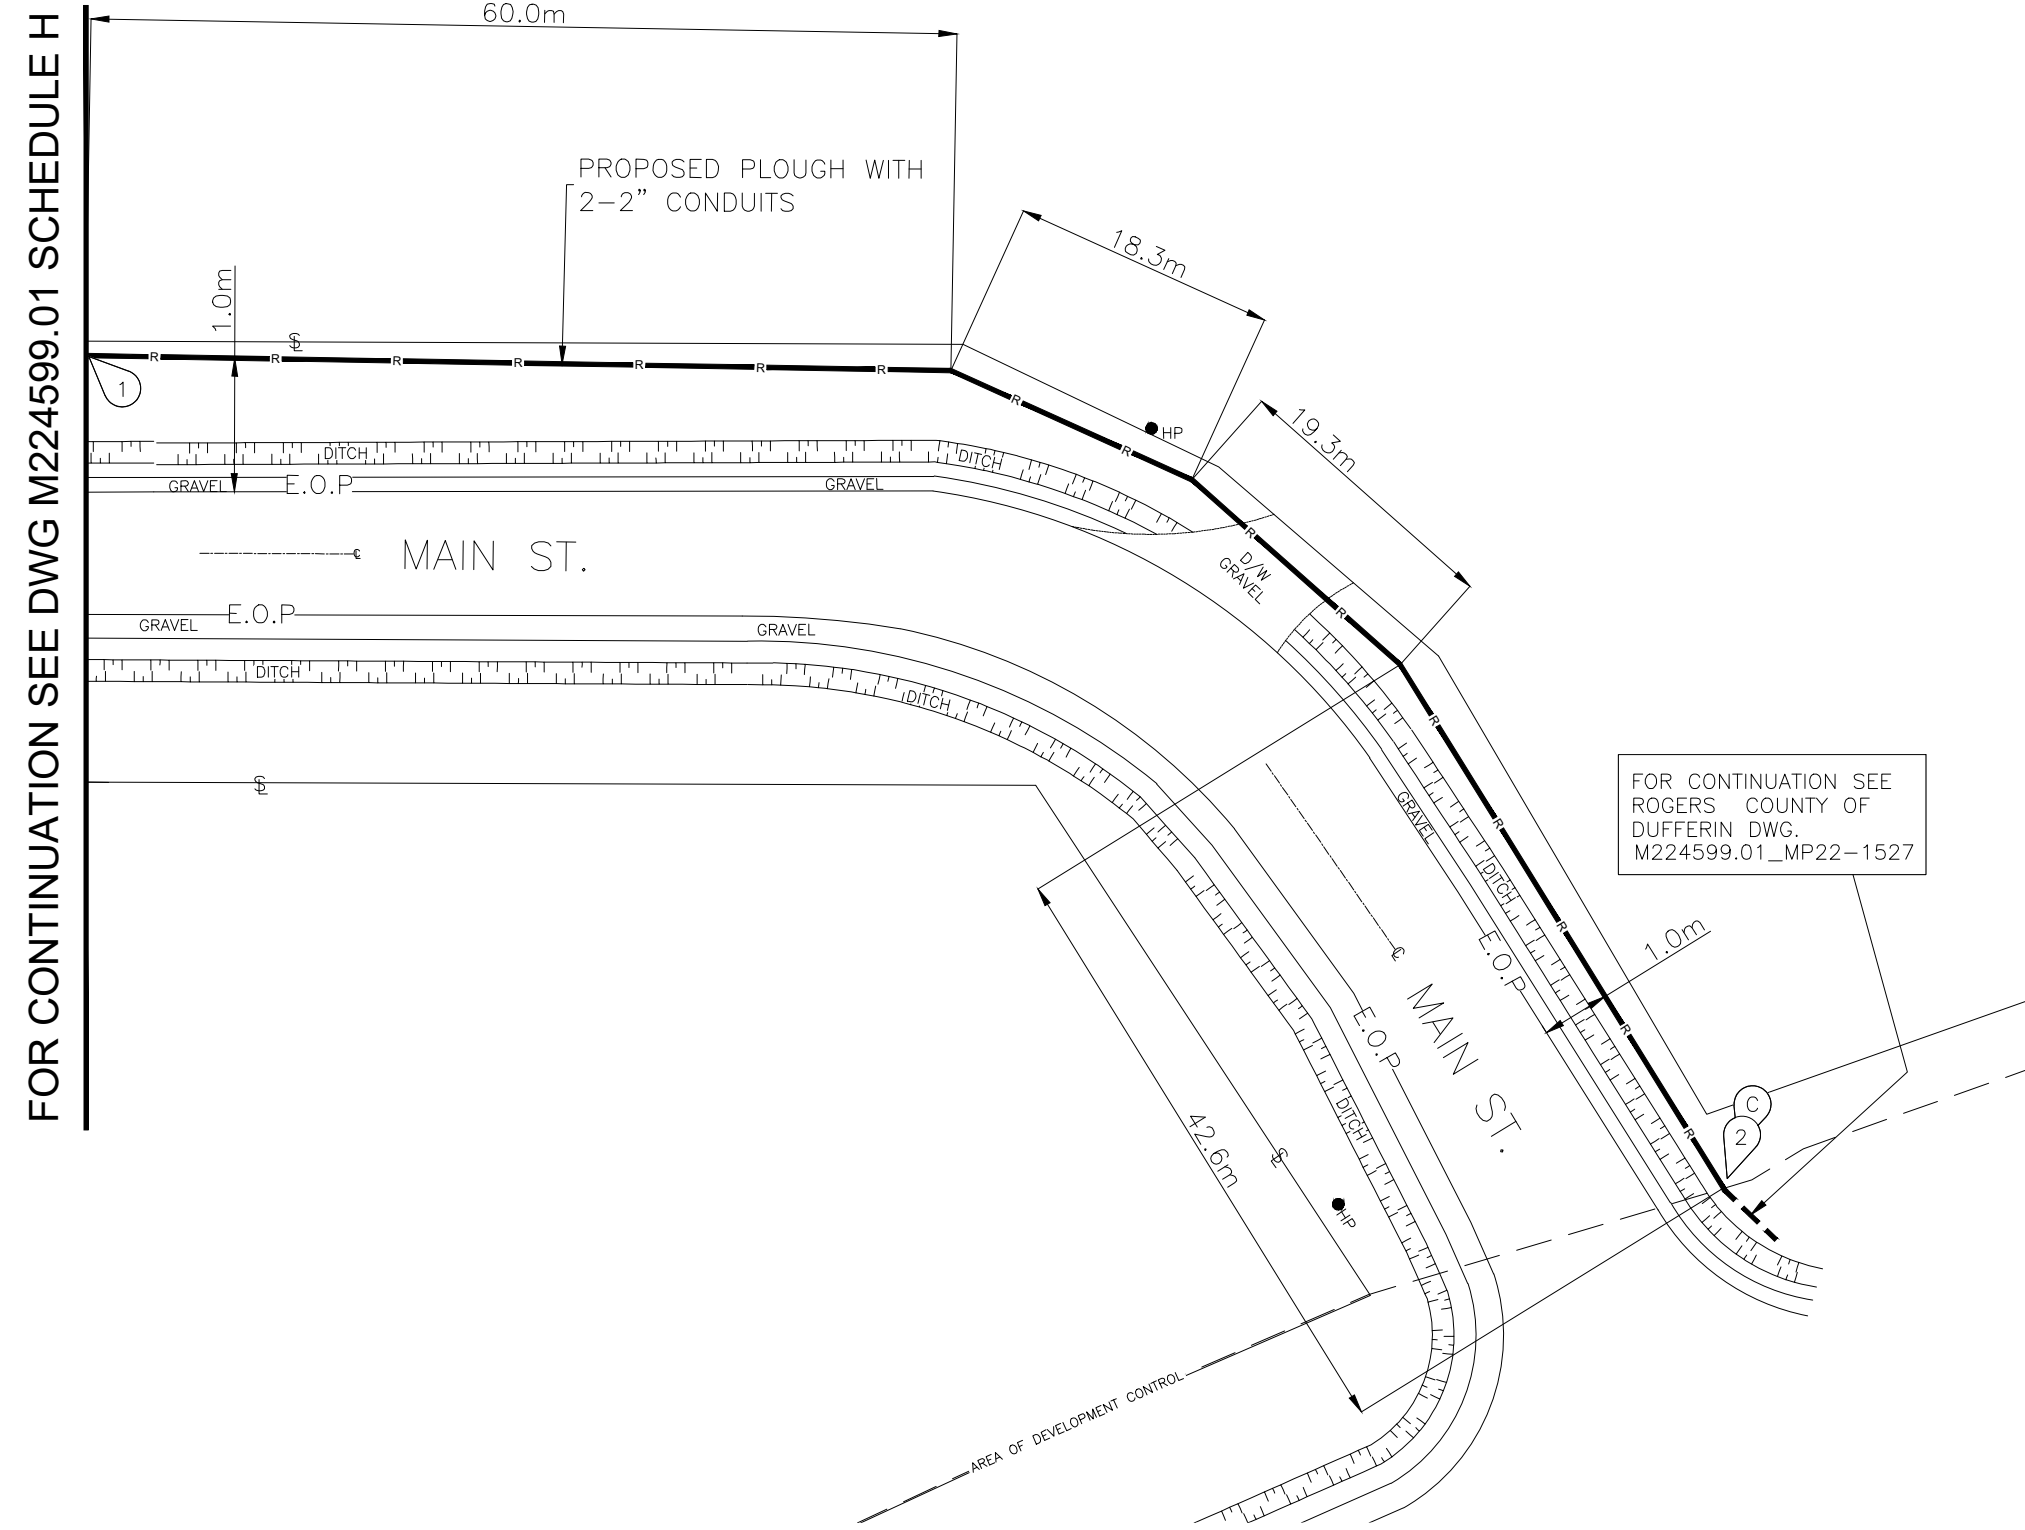 FOR CONTINUATION SEE DWG M224599.01 SCHEDULE H
60.0m
PROPOSED PLOUGH WITH
2-2" CONDUITS
18.3m
1.0m
R R R R R R R
1
19.3m
HP
R R
DITCH
DITCH
GRAVEL
E.O.P
GRAVEL
R R
D/W
GRAVEL
℄ MAIN ST.
GRAVEL
E.O.P
GRAVEL
DITCH
DITCH
R R R R R
GRAVEL
DITCH
E.O.P
1.0m
FOR CONTINUATION SEE
ROGERS COUNTY OF
DUFFERIN DWG.
M224599.01_MP22-1527
℄ MAIN ST.
E.O.P
DITCH
42.6m
HP
C
2
AREA OF DEVELOPMENT CONTROL